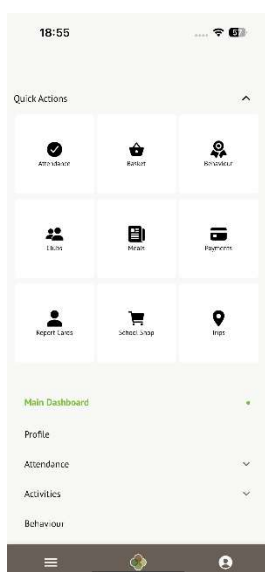 18:55
57
Quick Actions
Attendance
Basket
Behaviour
Clubs
Meals
Payments
Report Cards
School Shop
Trips
Main Dashboard
Profile
Attendance
Activities
Behaviour